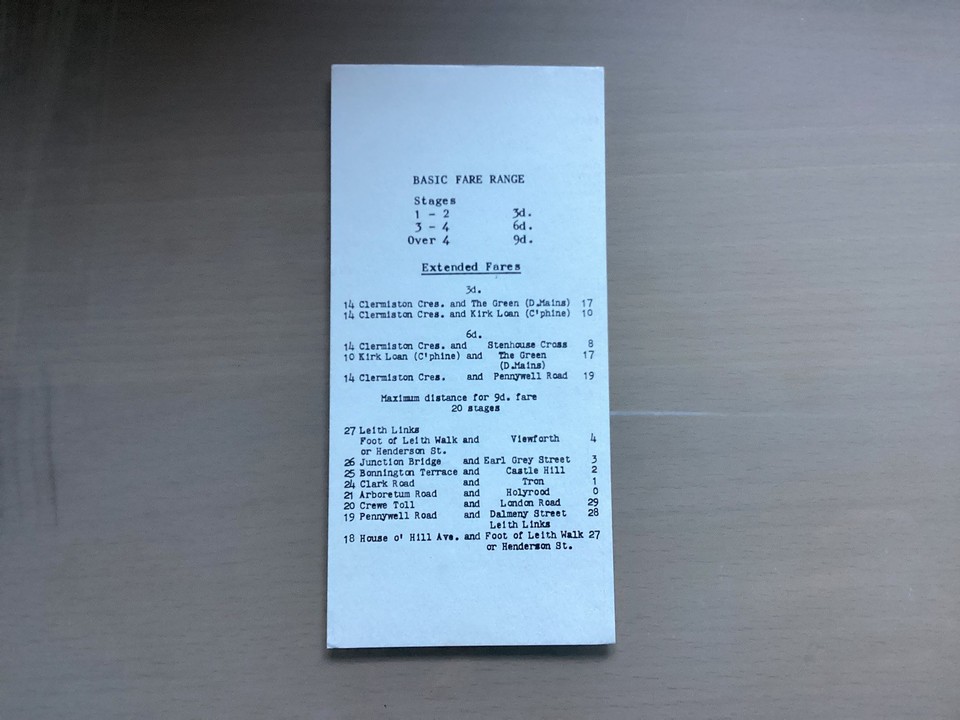 BASIC FARE RANGE
Stages
1 - 2 3d.
3 - 4 6d.
Over 4 9d.
Extended Fares
3d.
14 Clermiston Cres. and The Green (D.Mains) 17
14 Clermiston Cres. and Kirk Loan (C'phine) 10
6d.
14 Clermiston Cres. and Stenhouse Cross 8
10 Kirk Loan (C'phine) and The Green 17
(D.Mains)
14 Clermiston Cres. and Pennywell Road 19
Maximum distance for 9d. fare
20 stages
27 Leith Links
Foot of Leith Walk and Viewforth 4
or Henderson St.
26 Junction Bridge and Earl Grey Street 3
25 Bonnington Terrace and Castle Hill 2
24 Clark Road and Tron 1
21 Arboretum Road and Holyrood 0
20 Crewe Toll and London Road 29
19 Pennywell Road and Dalmeny Street 28
Leith Links
18 House o' Hill Ave. and Foot of Leith Walk 27
or Henderson St.